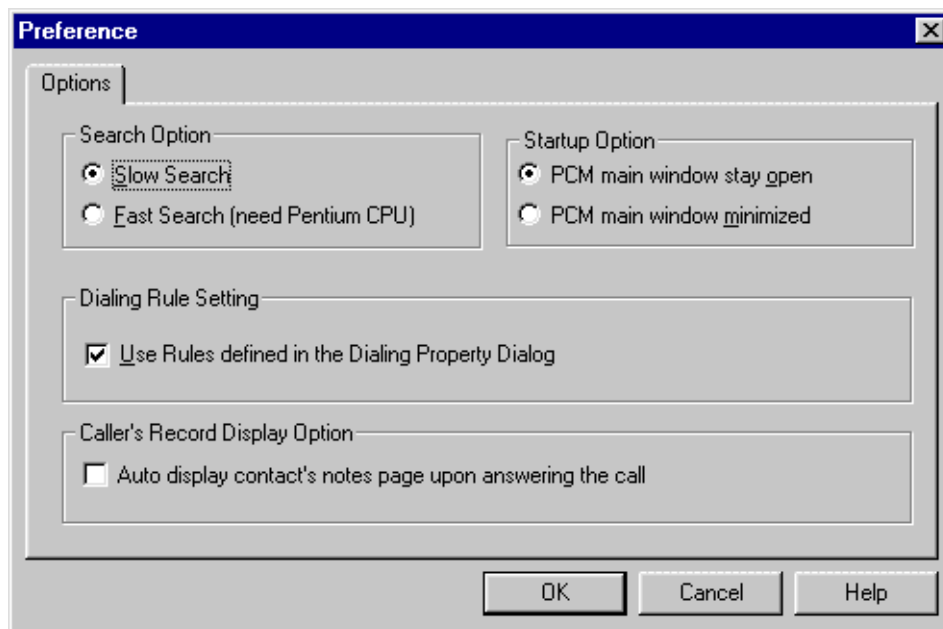 Preference
Options
Search Option
Slow Search
Fast Search (need Pentium CPU)
Startup Option
PCM main window stay open
PCM main window minimized
Dialing Rule Setting
Use Rules defined in the Dialing Property Dialog
Caller's Record Display Option
Auto display contact's notes page upon answering the call
OK
Cancel
Help